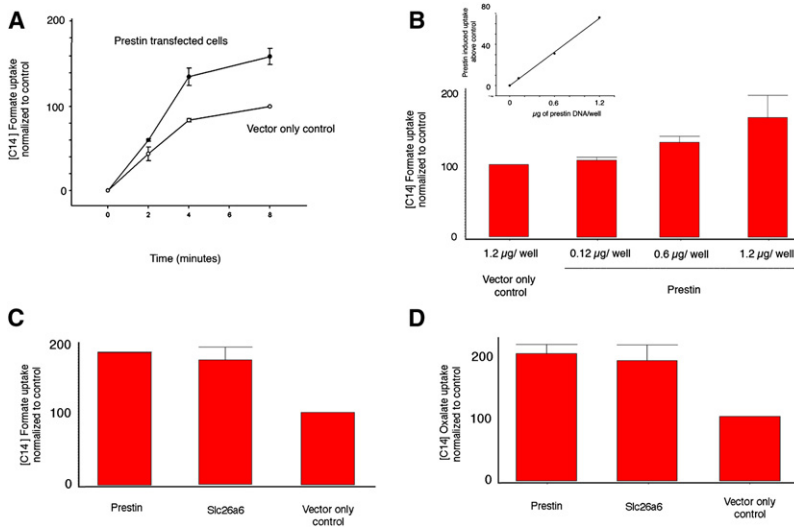 A
200
100
0
[C14] Formate uptake
normalized to control
Prestin transfected cells
Vector only control
0
2
4
6
8
Time (minutes)
B
80
40
0
Prestin induced uptake
above control
0
0.6
1.2
µg of prestin DNA/well
200
100
0
[C14] Formate uptake
normalized to control
1.2 µg/ well
0.12 µg/ well
0.6 µg/ well
1.2 µg/ well
Vector only
control
Prestin
C
200
100
0
[C14] Formate uptake
normalized to control
Prestin
Slc26a6
Vector only
control
D
200
100
0
[C14] Oxalate uptake
normalized to control
Prestin
Slc26a6
Vector only
control